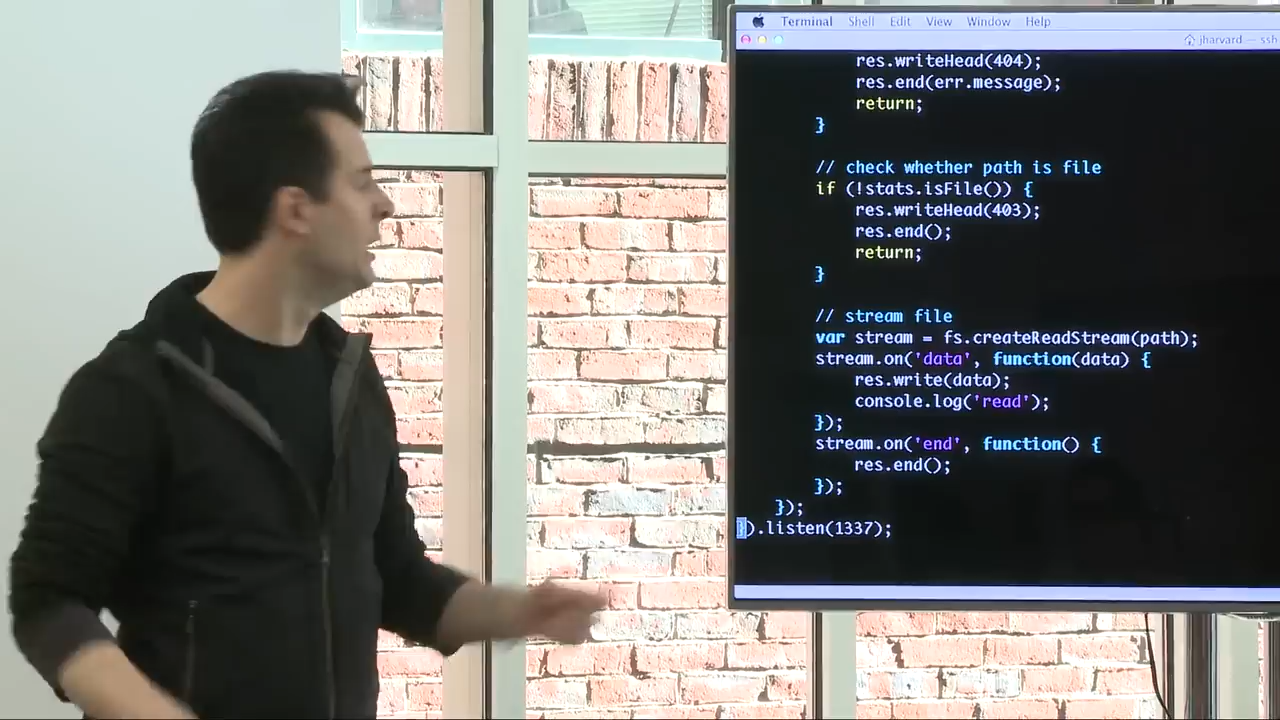 Terminal Shell Edit View Window Help
jharvard — ssh
res.writeHead(404);
res.end(err.message);
return;
}
// check whether path is file
if (!stats.isFile()) {
res.writeHead(403);
res.end();
return;
}
// stream file
var stream = fs.createReadStream(path);
stream.on('data', function(data) {
res.write(data);
console.log('read');
});
stream.on('end', function() {
res.end();
});
});
}).listen(1337);